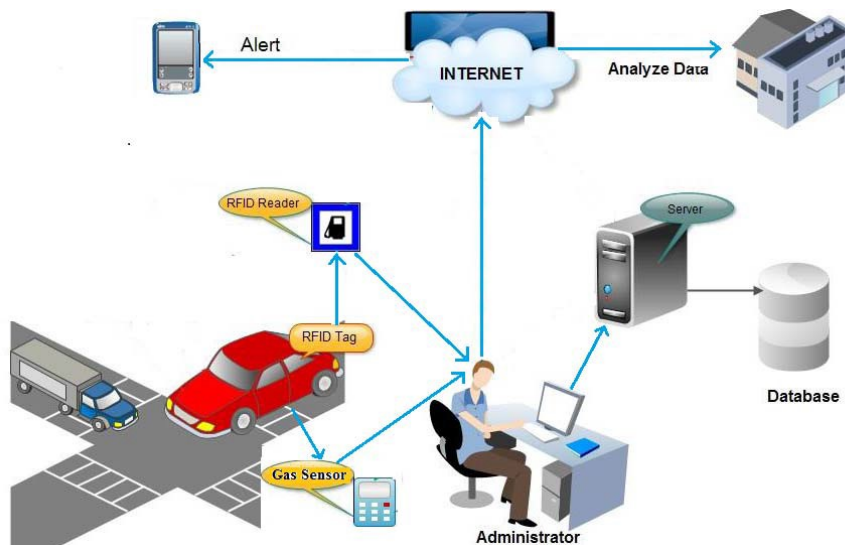 Alert
INTERNET
Analyze Data
RFID Reader
Server
RFID Tag
Database
Gas Sensor
Administrator